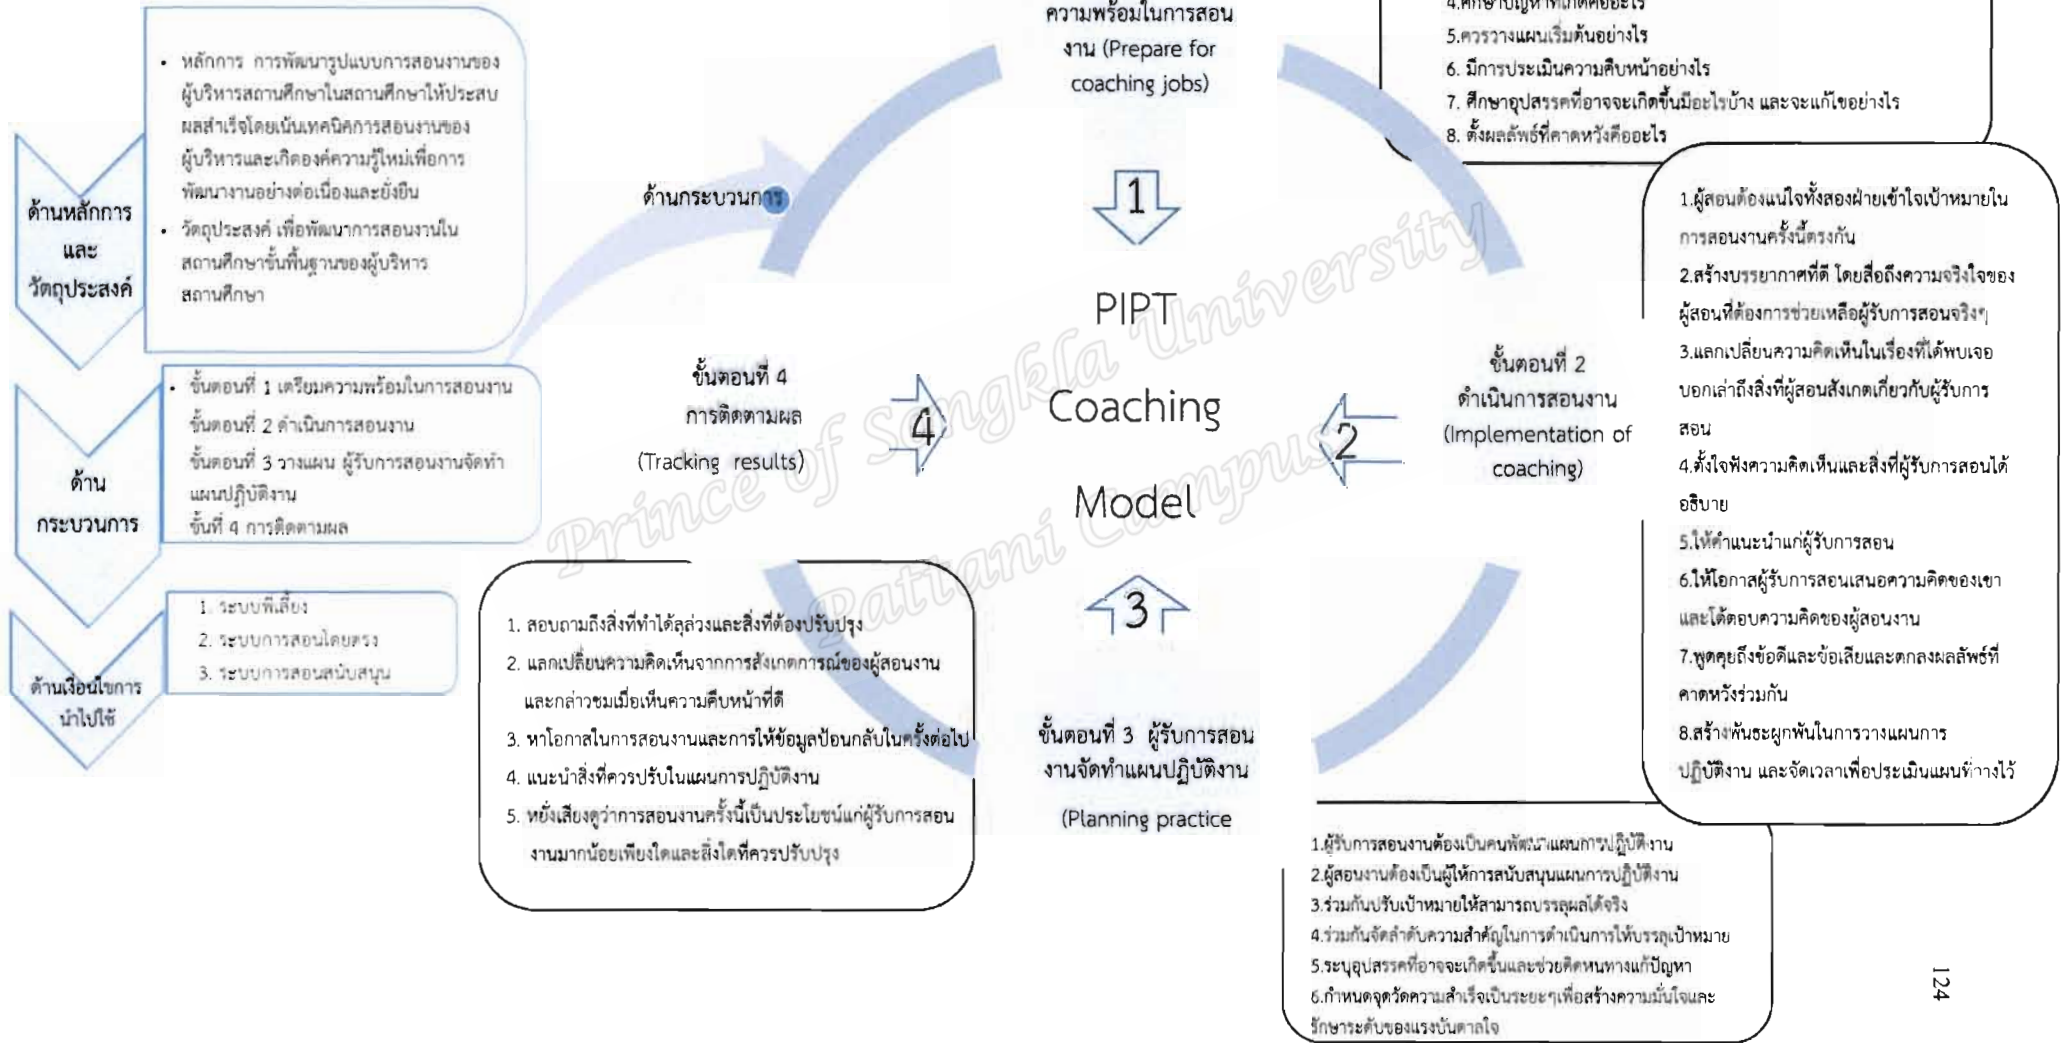 ด้านหลักการ
และ
วัตถุประสงค์
• หลักการ การพัฒนารูปแบบการสอนงานของ
ผู้บริหารสถานศึกษาในสถานศึกษาให้ประสบ
ผลสำเร็จโดยเน้นเทคนิคการสอนงานของ
ผู้บริหารและเกิดองค์ความรู้ใหม่เพื่อการ
พัฒนางานอย่างต่อเนื่องและยั่งยืน
• วัตถุประสงค์ เพื่อพัฒนาการสอนงานใน
สถานศึกษาขั้นพื้นฐานของผู้บริหาร
สถานศึกษา
ด้าน
กระบวนการ
• ขั้นตอนที่ 1 เตรียมความพร้อมในการสอนงาน
ขั้นตอนที่ 2 ดำเนินการสอนงาน
ขั้นตอนที่ 3 วางแผน ผู้รับการสอนงานจัดทำ
แผนปฏิบัติงาน
ขั้นที่ 4 การติดตามผล
ด้านเงื่อนไขการ
นำไปใช้
1. ระบบพี่เลี้ยง
2. ระบบการสอนโดยตรง
3. ระบบการสอนสนับสนุน
ด้านกระบวนการ
ความพร้อมในการสอน
งาน (Prepare for
coaching jobs)
1
PIPT
Coaching
Model
4.ศึกษาปัญหาที่เกิดคืออะไร
5.ควรวางแผนเริ่มต้นอย่างไร
6. มีการประเมินความคืบหน้าอย่างไร
7. ศึกษาอุปสรรคที่อาจจะเกิดขึ้นมีอะไรบ้าง และจะแก้ไขอย่างไร
8. ตั้งผลลัพธ์ที่คาดหวังคืออะไร
ขั้นตอนที่ 2
ดำเนินการสอนงาน
(Implementation of
coaching)
2
1.ผู้สอนต้องแน่ใจทั้งสองฝ่ายเข้าใจเป้าหมายใน
การสอนงานครั้งนี้ตรงกัน
2.สร้างบรรยากาศที่ดี โดยสื่อถึงความจริงใจของ
ผู้สอนที่ต้องการช่วยเหลือผู้รับการสอนจริงๆ
3.แลกเปลี่ยนความคิดเห็นในเรื่องที่ได้พบเจอ
บอกเล่าถึงสิ่งที่ผู้สอนสังเกตเกี่ยวกับผู้รับการ
สอน
4.ตั้งใจฟังความคิดเห็นและสิ่งที่ผู้รับการสอนได้
อธิบาย
5.ให้คำแนะนำแก่ผู้รับการสอน
6.ให้โอกาสผู้รับการสอนเสนอความคิดของเขา
และโต้ตอบความคิดของผู้สอนงาน
7.พูดคุยถึงข้อดีและข้อเสียและตกลงผลลัพธ์ที่
คาดหวังร่วมกัน
8.สร้างพันธะผูกพันในการวางแผนการ
ปฏิบัติงาน และจัดเวลาเพื่อประเมินแผนที่วางไว้
3
ขั้นตอนที่ 3 ผู้รับการสอน
งานจัดทำแผนปฏิบัติงาน
(Planning practice
1.ผู้รับการสอนงานต้องเป็นคนพัฒนาแผนการปฏิบัติงาน
2.ผู้สอนงานต้องเป็นผู้ให้การสนับสนุนแผนการปฏิบัติงาน
3.ร่วมกันปรับเป้าหมายให้สามารถบรรลุผลได้จริง
4.ร่วมกันจัดลำดับความสำคัญในการดำเนินการให้บรรลุเป้าหมาย
5.ระบุอุปสรรคที่อาจจะเกิดขึ้นและช่วยคิดหนทางแก้ปัญหา
6.กำหนดจุดวัดความสำเร็จเป็นระยะๆเพื่อสร้างความมั่นใจและ
รักษาระดับของแรงบันดาลใจ
ขั้นตอนที่ 4
การติดตามผล
(Tracking results)
4
1. สอบถามถึงสิ่งที่ทำได้ลุล่วงและสิ่งที่ต้องปรับปรุง
2. แลกเปลี่ยนความคิดเห็นจากการสังเกตการณ์ของผู้สอนงาน
และกล่าวชมเมื่อเห็นความคืบหน้าที่ดี
3. หาโอกาสในการสอนงานและการให้ข้อมูลป้อนกลับในครั้งต่อไป
4. แนะนำสิ่งที่ควรปรับในแผนการปฏิบัติงาน
5. หยั่งเสียงดูว่าการสอนงานครั้งนี้เป็นประโยชน์แก่ผู้รับการสอน
งานมากน้อยเพียงใดและสิ่งใดที่ควรปรับปรุง
Prince of Songkla University
Pattani Campus
124